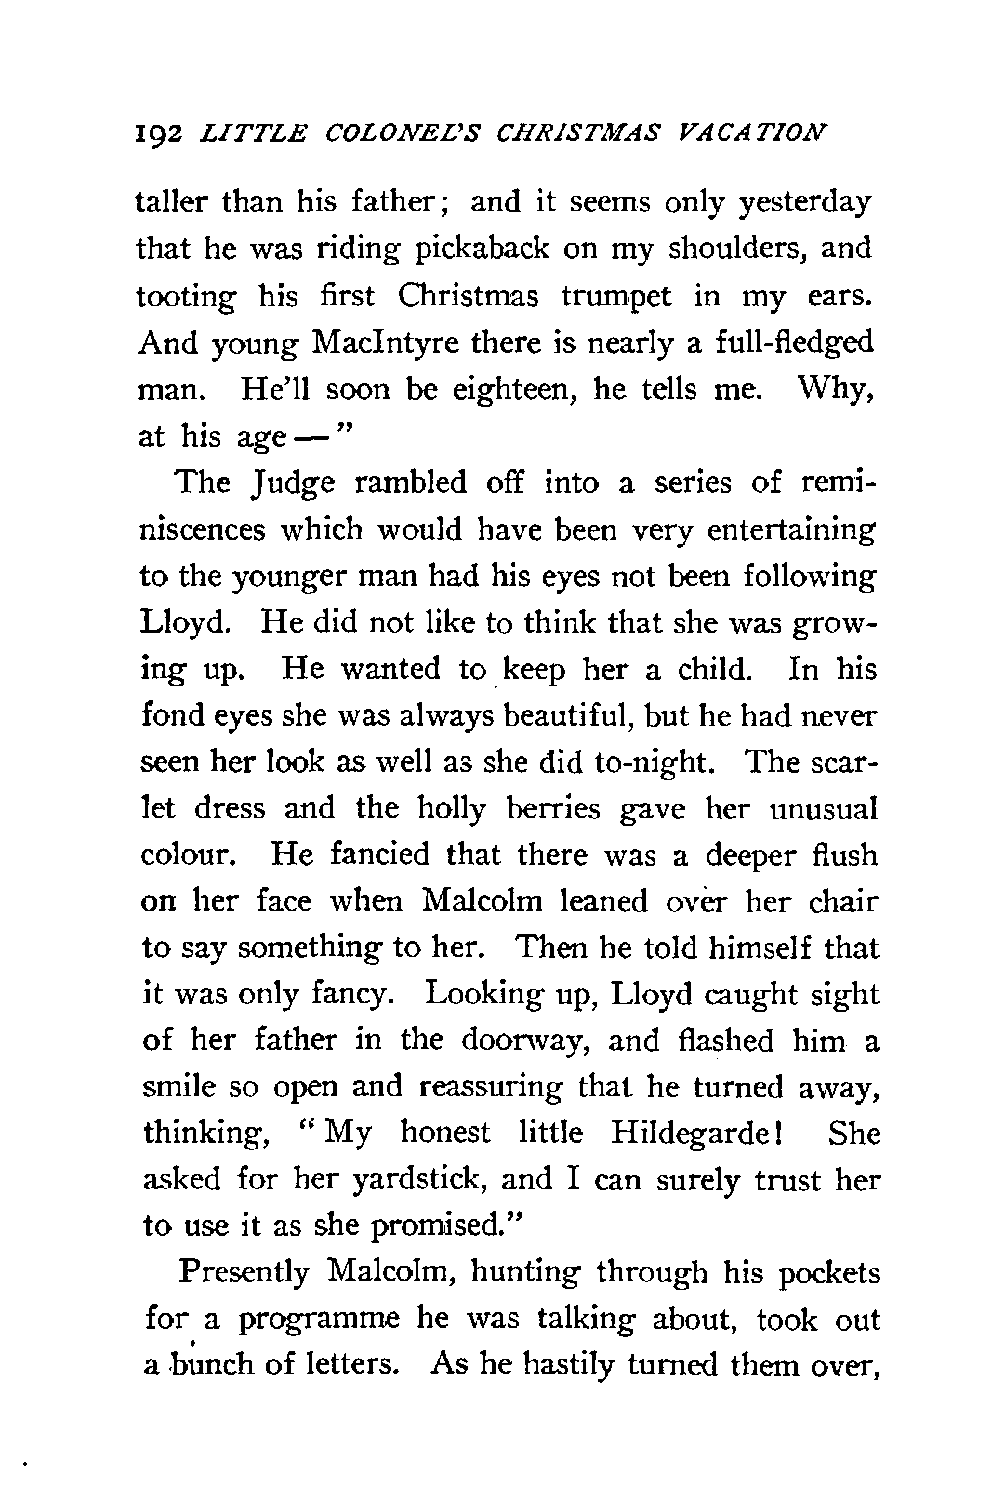 192 LITTLE COLONEL'S CHRISTMAS VACATION
taller than his father; and it seems only yesterday
that he was riding pickaback on my shoulders, and
tooting his first Christmas trumpet in my ears.
And young MacIntyre there is nearly a full-fledged
man. He'll soon be eighteen, he tells me. Why,
at his age — "
The Judge rambled off into a series of remi-
niscences which would have been very entertaining
to the younger man had his eyes not been following
Lloyd. He did not like to think that she was grow-
ing up. He wanted to keep her a child. In his
fond eyes she was always beautiful, but he had never
seen her look as well as she did to-night. The scar-
let dress and the holly berries gave her unusual
colour. He fancied that there was a deeper flush
on her face when Malcolm leaned over her chair
to say something to her. Then he told himself that
it was only fancy. Looking up, Lloyd caught sight
of her father in the doorway, and flashed him a
smile so open and reassuring that he turned away,
thinking, "My honest little Hildegarde! She
asked for her yardstick, and I can surely trust her
to use it as she promised."
Presently Malcolm, hunting through his pockets
for a programme he was talking about, took out
a bunch of letters. As he hastily turned them over,